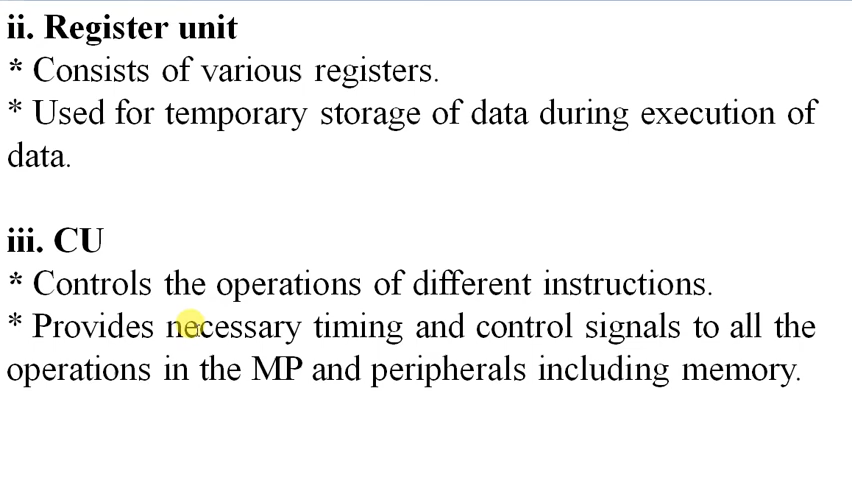 ii. Register unit
* Consists of various registers.
* Used for temporary storage of data during execution of
data.
iii. CU
* Controls the operations of different instructions.
* Provides necessary timing and control signals to all the
operations in the MP and peripherals including memory.